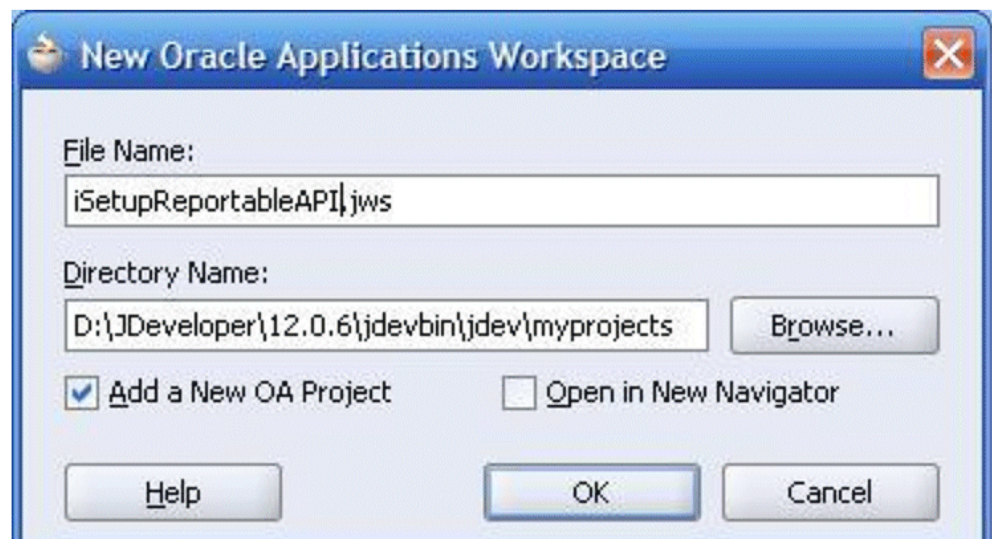 New Oracle Applications Workspace
File Name:
iSetupReportableAPI.jws
Directory Name:
D:\JDeveloper\12.0.6\jdevbin\jdev\myprojects
Browse...
Add a New OA Project
Open in New Navigator
Help
OK
Cancel